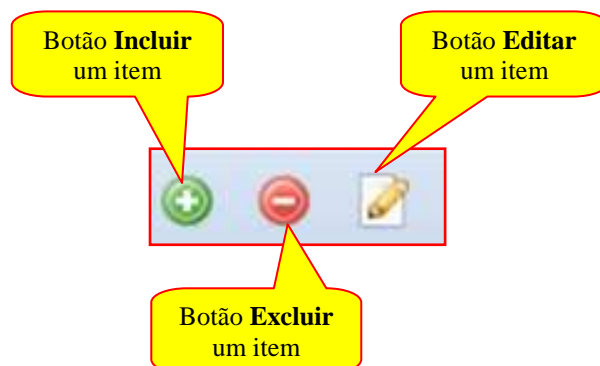 Botão Incluir
um item
Botão Editar
um item
Botão Excluir
um item